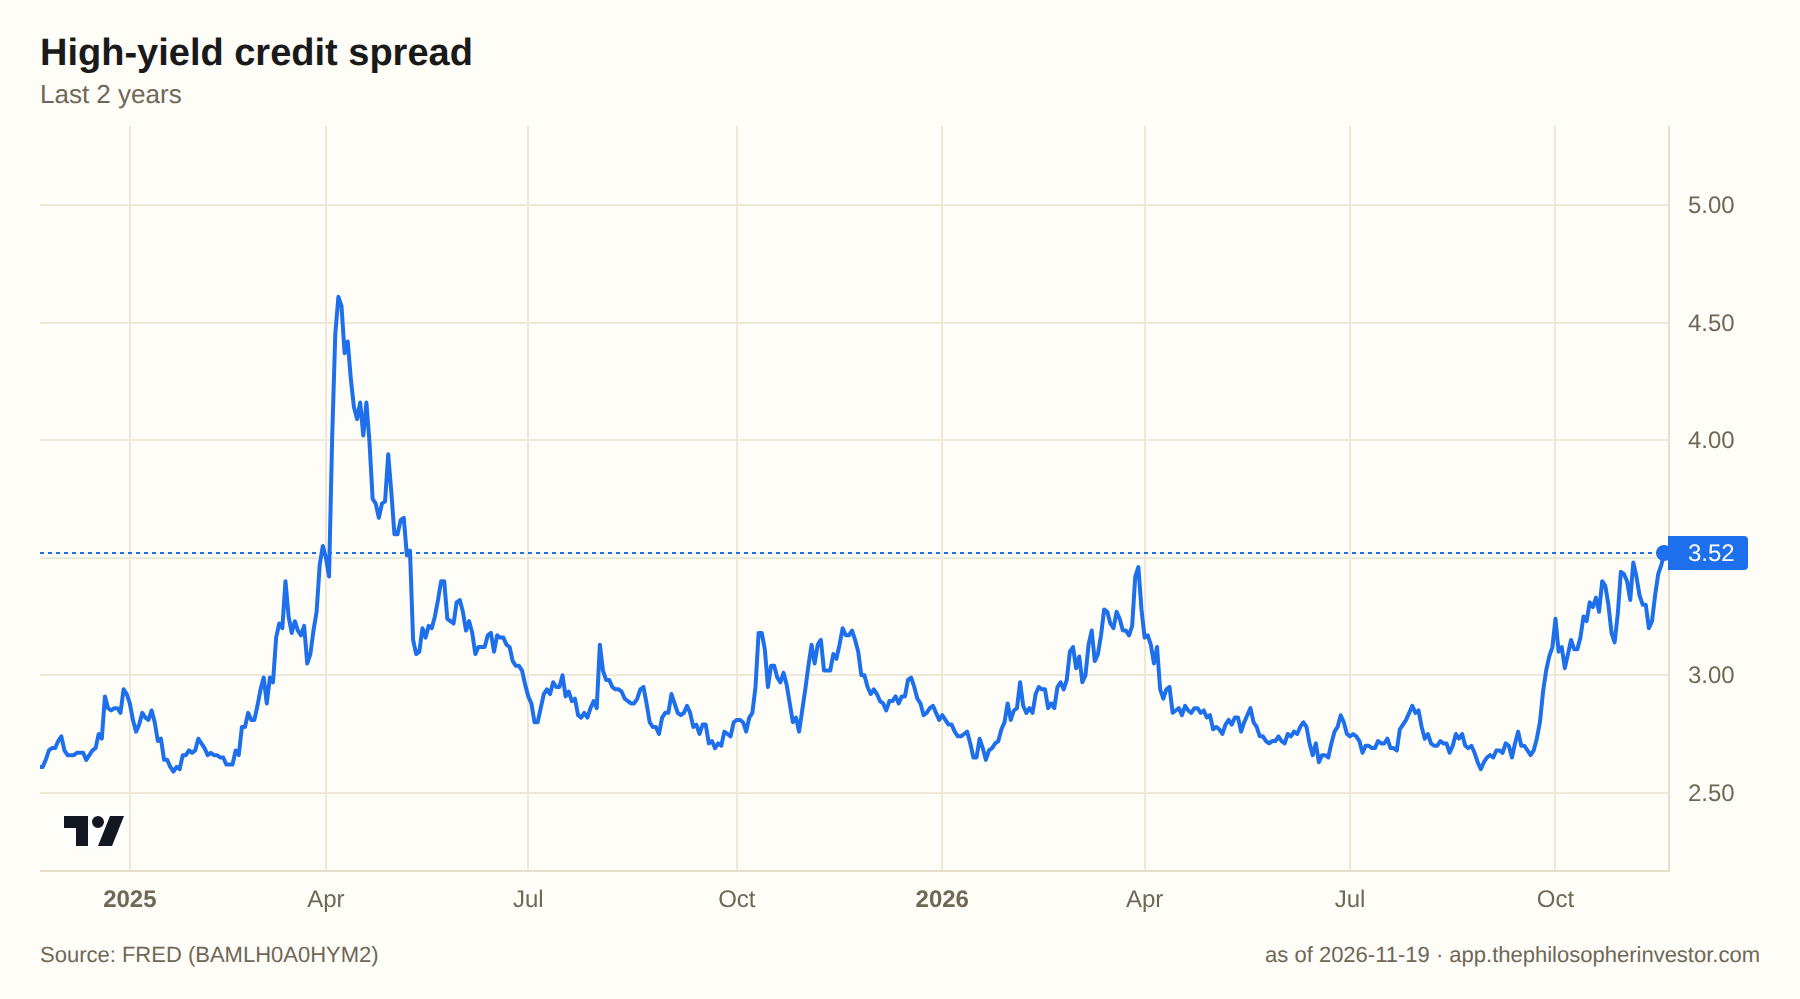 High-yield credit spread
Last 2 years
5.00
4.50
4.00
3.52
3.00
2.50
2025 Apr Jul Oct 2026 Apr Jul Oct
Source: FRED (BAMLH0A0HYM2)
as of 2026-11-19 · app.thephilosopherinvestor.com